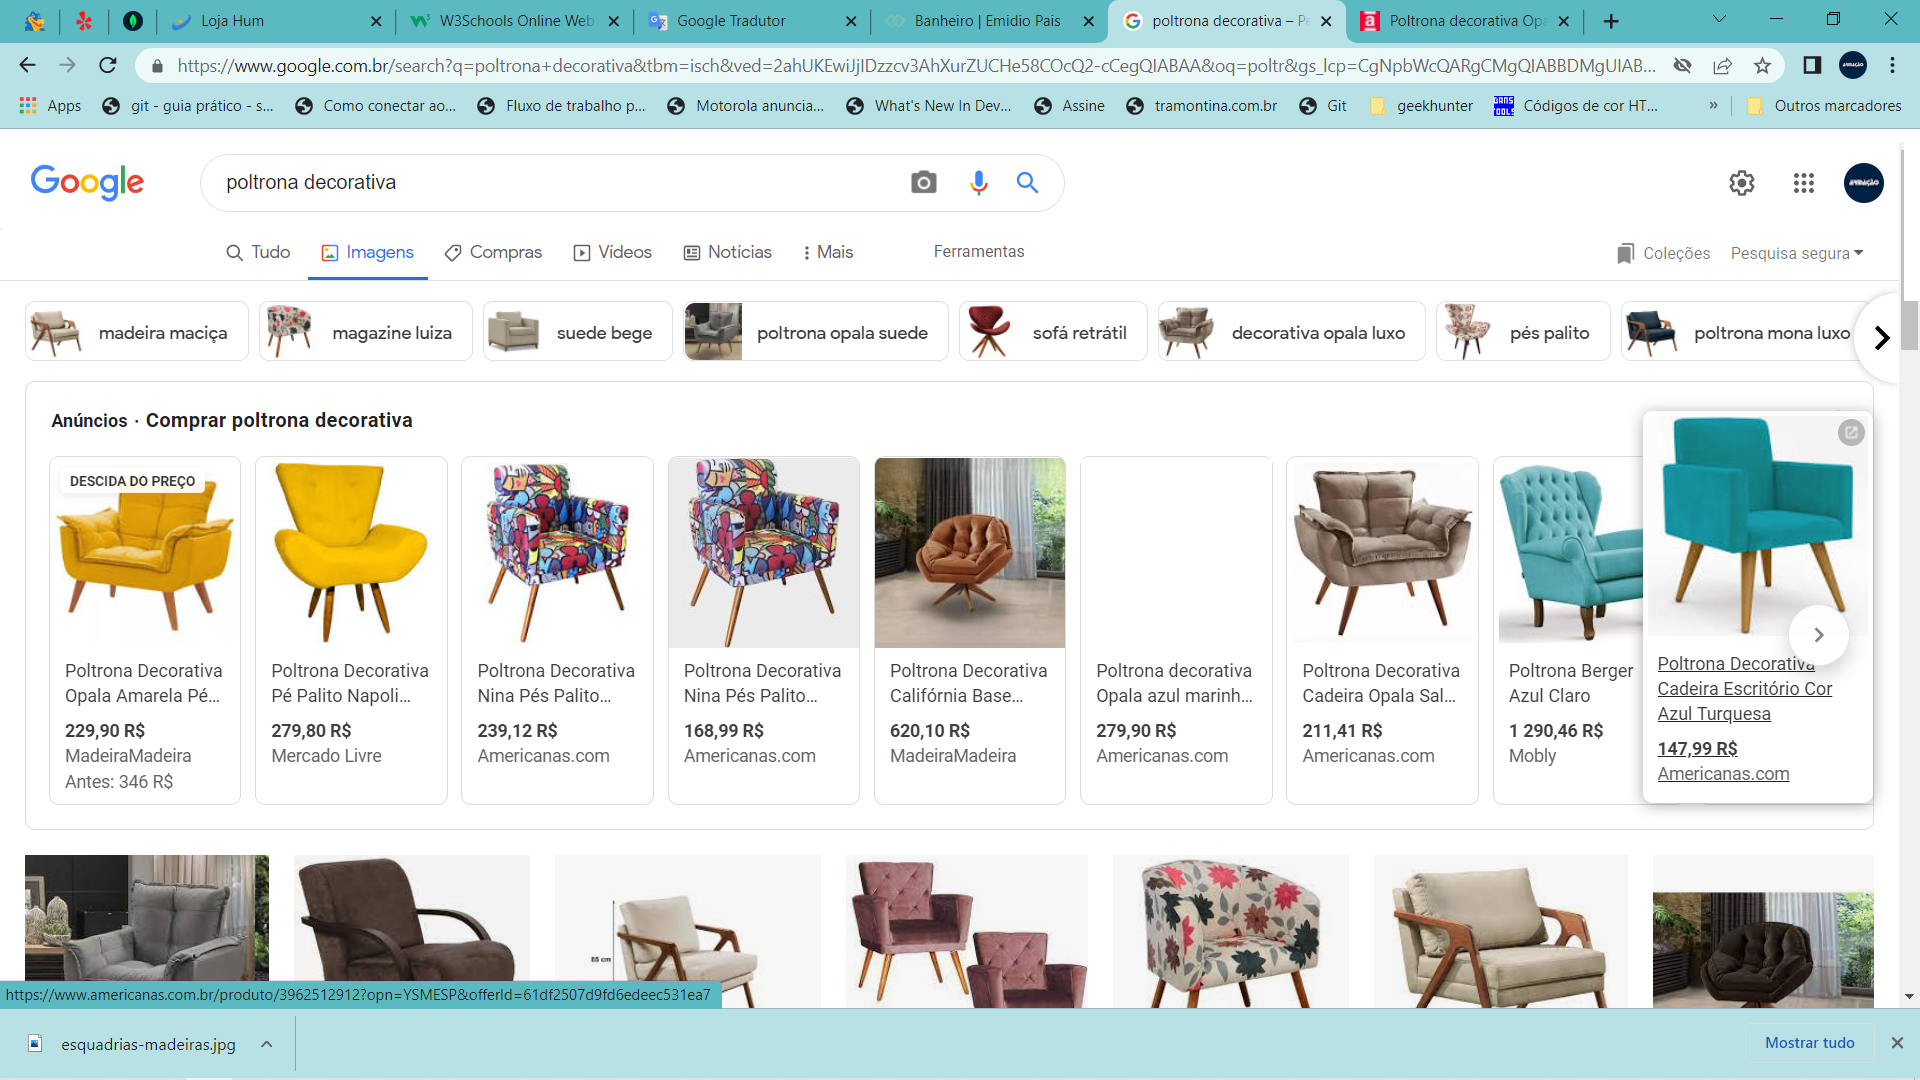 Loja Hum
W3Schools Online Web
Google Tradutor
Banheiro | Emidio Pais
poltrona decorativa – Pe
Poltrona decorativa Opa
https://www.google.com.br/search?q=poltrona+decorativa&tbm=isch&ved=2ahUKEwiJjIDzzcv3AhXurZUCHe58COcQ2-cCegQIABAA&oq=poltr&gs_lcp=CgNpbWcQARgCMgQIABBDMgUIAB...
Apps
git - guia prático - s...
Como conectar ao...
Fluxo de trabalho p...
Motorola anuncia...
What's New In Dev...
Assine
tramontina.com.br
Git
geekhunter
Códigos de cor HT...
»
Outros marcadores
Google
poltrona decorativa
Tudo
Imagens
Compras
Vídeos
Notícias
Mais
Ferramentas
Coleções
Pesquisa segura
madeira maciça
magazine luiza
suede bege
poltrona opala suede
sofá retrátil
decorativa opala luxo
pés palito
poltrona mona luxo
Anúncios · Comprar poltrona decorativa
DESCIDA DO PREÇO
Poltrona Decorativa
Opala Amarela Pé...
229,90 R$
MadeiraMadeira
Antes: 346 R$
Poltrona Decorativa
Pé Palito Napoli...
279,80 R$
Mercado Livre
Poltrona Decorativa
Nina Pés Palito...
239,12 R$
Americanas.com
Poltrona Decorativa
Nina Pés Palito...
168,99 R$
Americanas.com
Poltrona Decorativa
Califórnia Base...
620,10 R$
MadeiraMadeira
Poltrona decorativa
Opala azul marinh...
279,90 R$
Americanas.com
Poltrona Decorativa
Cadeira Opala Sal...
211,41 R$
Americanas.com
Poltrona Berger
Azul Claro
1 290,46 R$
Mobly
Poltrona Decorativa
Cadeira Escritório Cor
Azul Turquesa
147,99 R$
Americanas.com
https://www.americanas.com.br/produto/3962512912?opn=YSMESP&offerId=61df2507d9fd6edeec531ea7
esquadrias-madeiras.jpg
Mostrar tudo